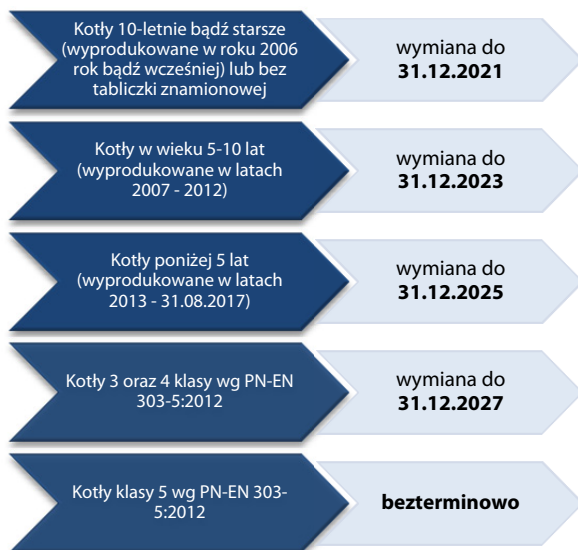 Kotły 10-letnie bądź starsze
(wyprodukowane w roku 2006
rok bądź wcześniej) lub bez
tabliczki znamionowej
wymiana do
31.12.2021
Kotły w wieku 5-10 lat
(wyprodukowane w latach
2007 - 2012)
wymiana do
31.12.2023
Kotły poniżej 5 lat
(wyprodukowane w latach
2013 - 31.08.2017)
wymiana do
31.12.2025
Kotły 3 oraz 4 klasy wg PN-EN
303-5:2012
wymiana do
31.12.2027
Kotły klasy 5 wg PN-EN 303-
5:2012
bezterminowo